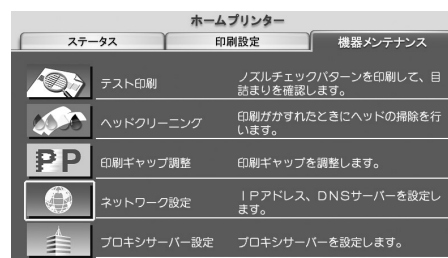 ホームプリンター
ステータス
印刷設定
機器メンテナンス
テスト印刷
ノズルチェックパターンを印刷して、目
詰まりを確認します。
ヘッドクリーニング
印刷がかすれたときにヘッドの掃除を行
います。
PP
印刷ギャップ調整
印刷ギャップを調整します。
ネットワーク設定
IPアドレス、DNSサーバーを設定し
ます。
プロキシサーバー設定
プロキシサーバーを設定します。